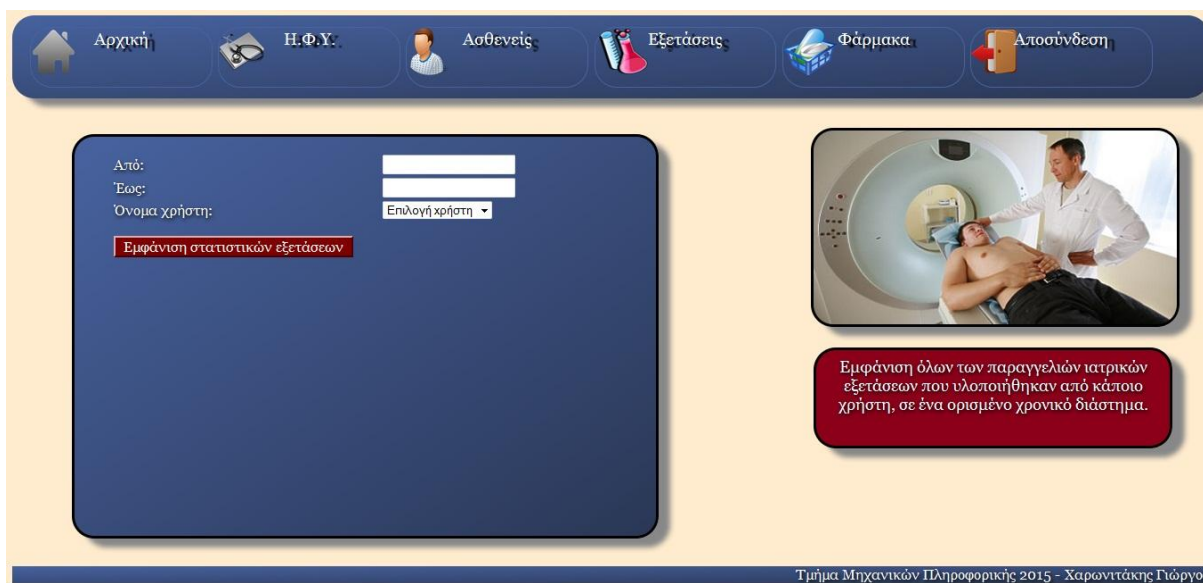 Αρχική
Η.Φ.Υ.
Ασθενείς
Εξετάσεις
Φάρμακα
Αποσύνδεση
Από:
Έως:
Όνομα χρήστη:
Επιλογή χρήστη
Εμφάνιση στατιστικών εξετάσεων
Εμφάνιση όλων των παραγγελιών ιατρικών
εξετάσεων που υλοποιήθηκαν από κάποιο
χρήστη, σε ένα ορισμένο χρονικό διάστημα.
Τμήμα Μηχανικών Πληροφορικής 2015 - Χαρωνιτάκης Γιώργο